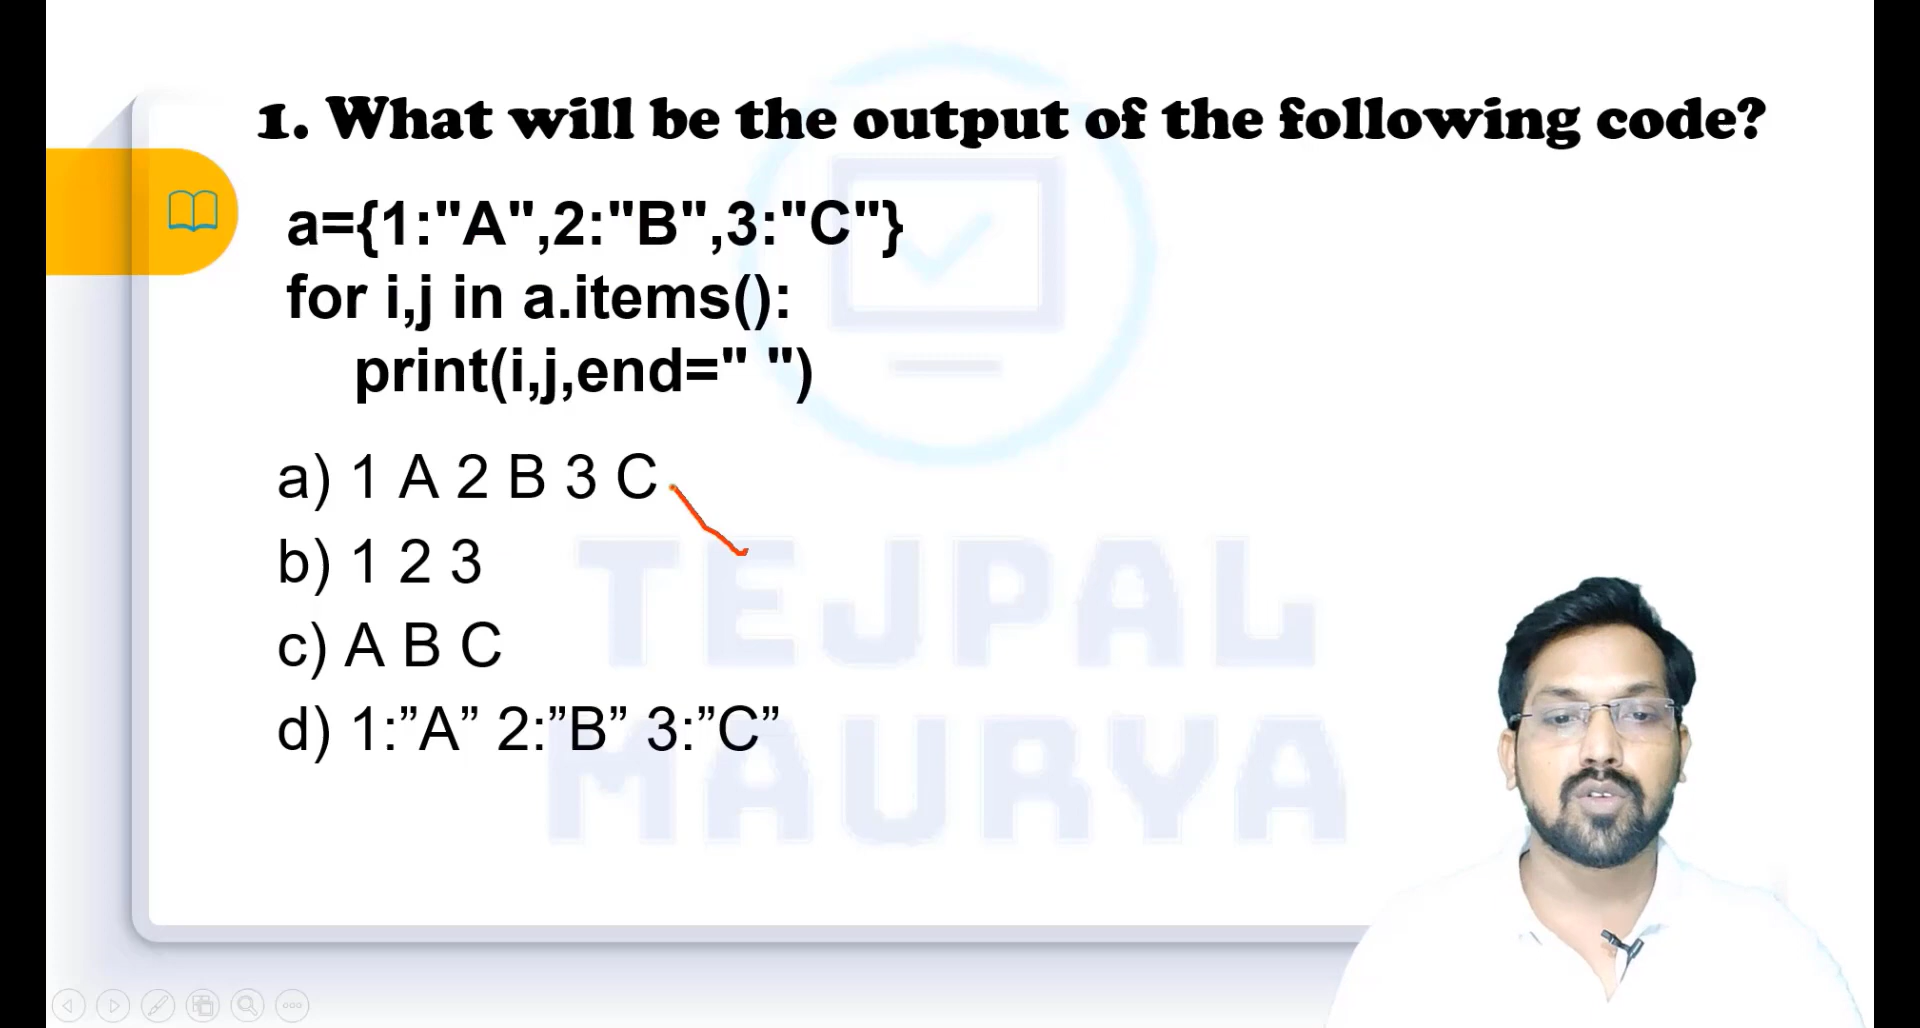 1. What will be the output of the following code?
a={1:"A",2:"B",3:"C"}
for i,j in a.items():
print(i,j,end=" ")
a) 1 A 2 B 3 C
b) 1 2 3
c) A B C
d) 1:”A” 2:”B” 3:”C”
TEJPAL
MAURYA